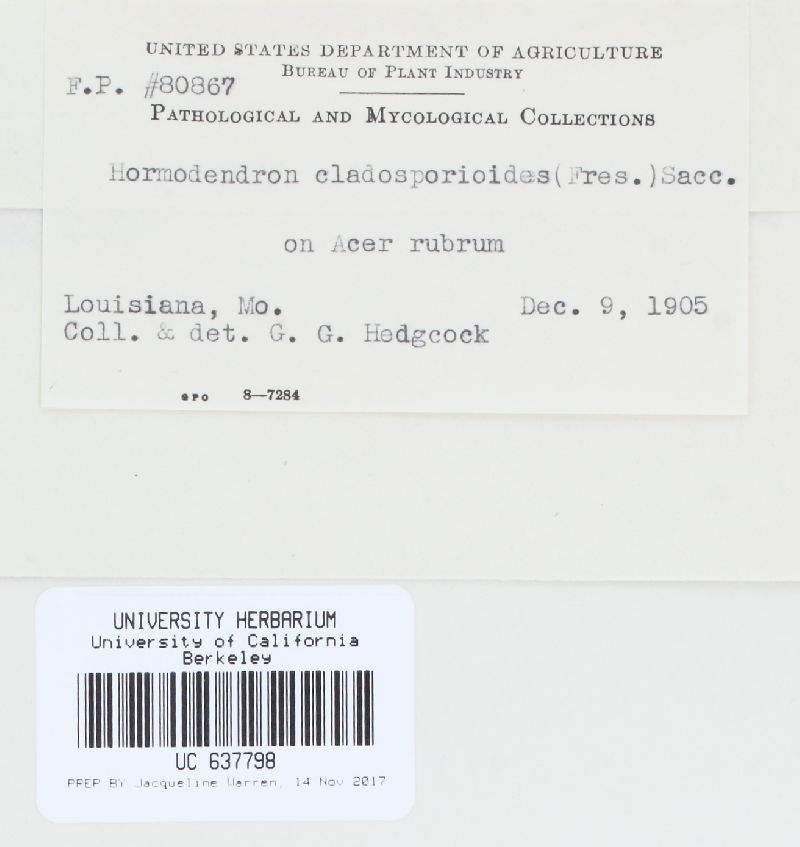 UNITED STATES DEPARTMENT OF AGRICULTURE
BUREAU OF PLANT INDUSTRY
F.P. #80867
PATHOLOGICAL AND MYCOLOGICAL COLLECTIONS
Hormodendron cladosporioides(Fres.)Sacc.
on Acer rubrum
Louisiana, Mo. Dec. 9, 1905
Coll. & det. G. G. Hedgcock
GPO 8—7284
UNIVERSITY HERBARIUM
University of California
Berkeley
UC 637798
PREP BY Jacqueline Warren, 14 Nov 2017